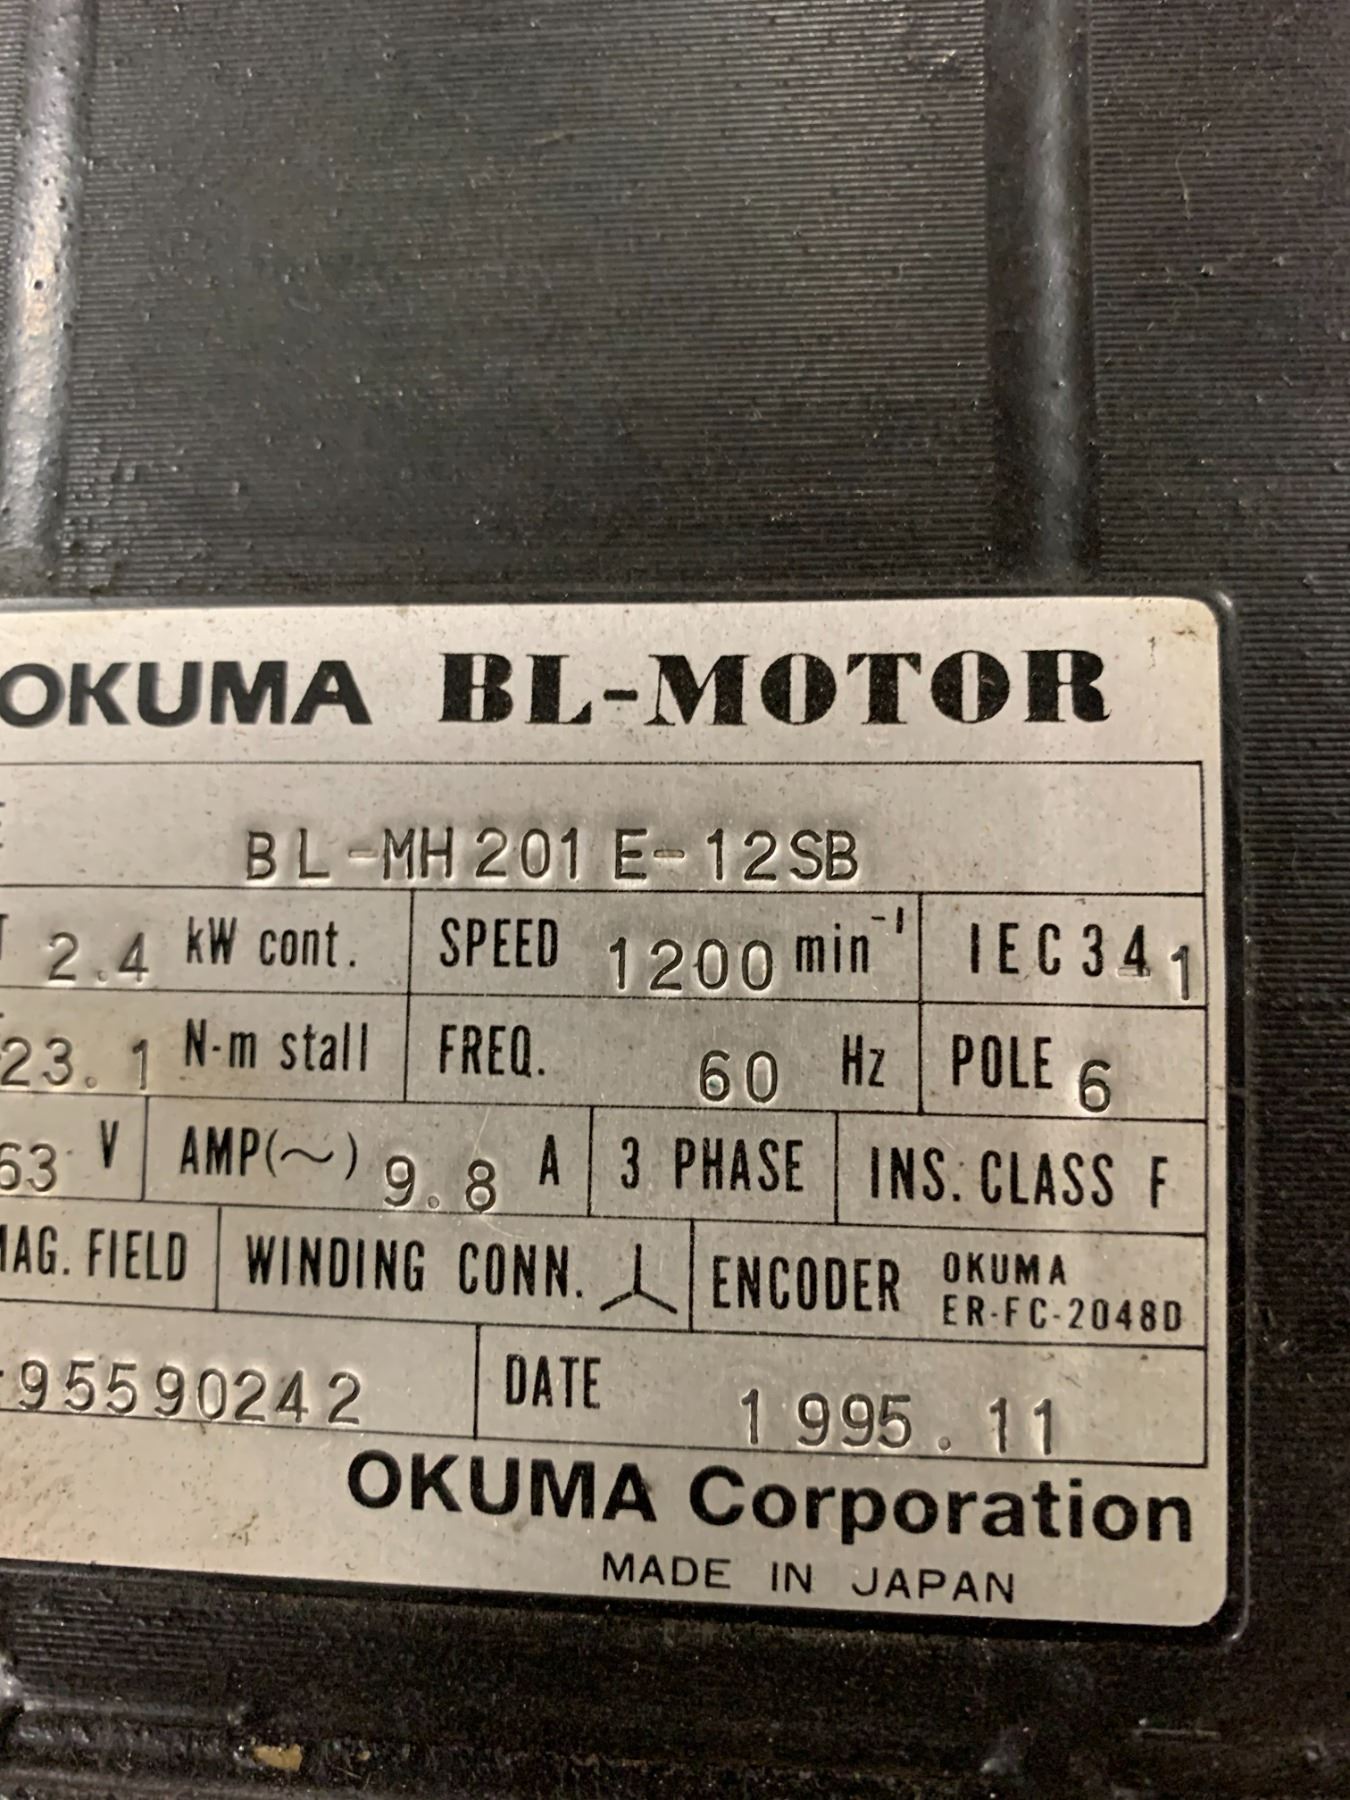 OKUMA BL-MOTOR
BL-MH201E-12SB
2.4 kW cont. SPEED 1200 min⁻¹ IEC34 1
23.1 N-m stall FREQ. 60 Hz POLE 6
63 V AMP(～) 9.8 A 3 PHASE INS. CLASS F
MAG. FIELD WINDING CONN. ENCODER OKUMA
ER-FC-2048D
95590242 DATE 1995.11
OKUMA Corporation
MADE IN JAPAN